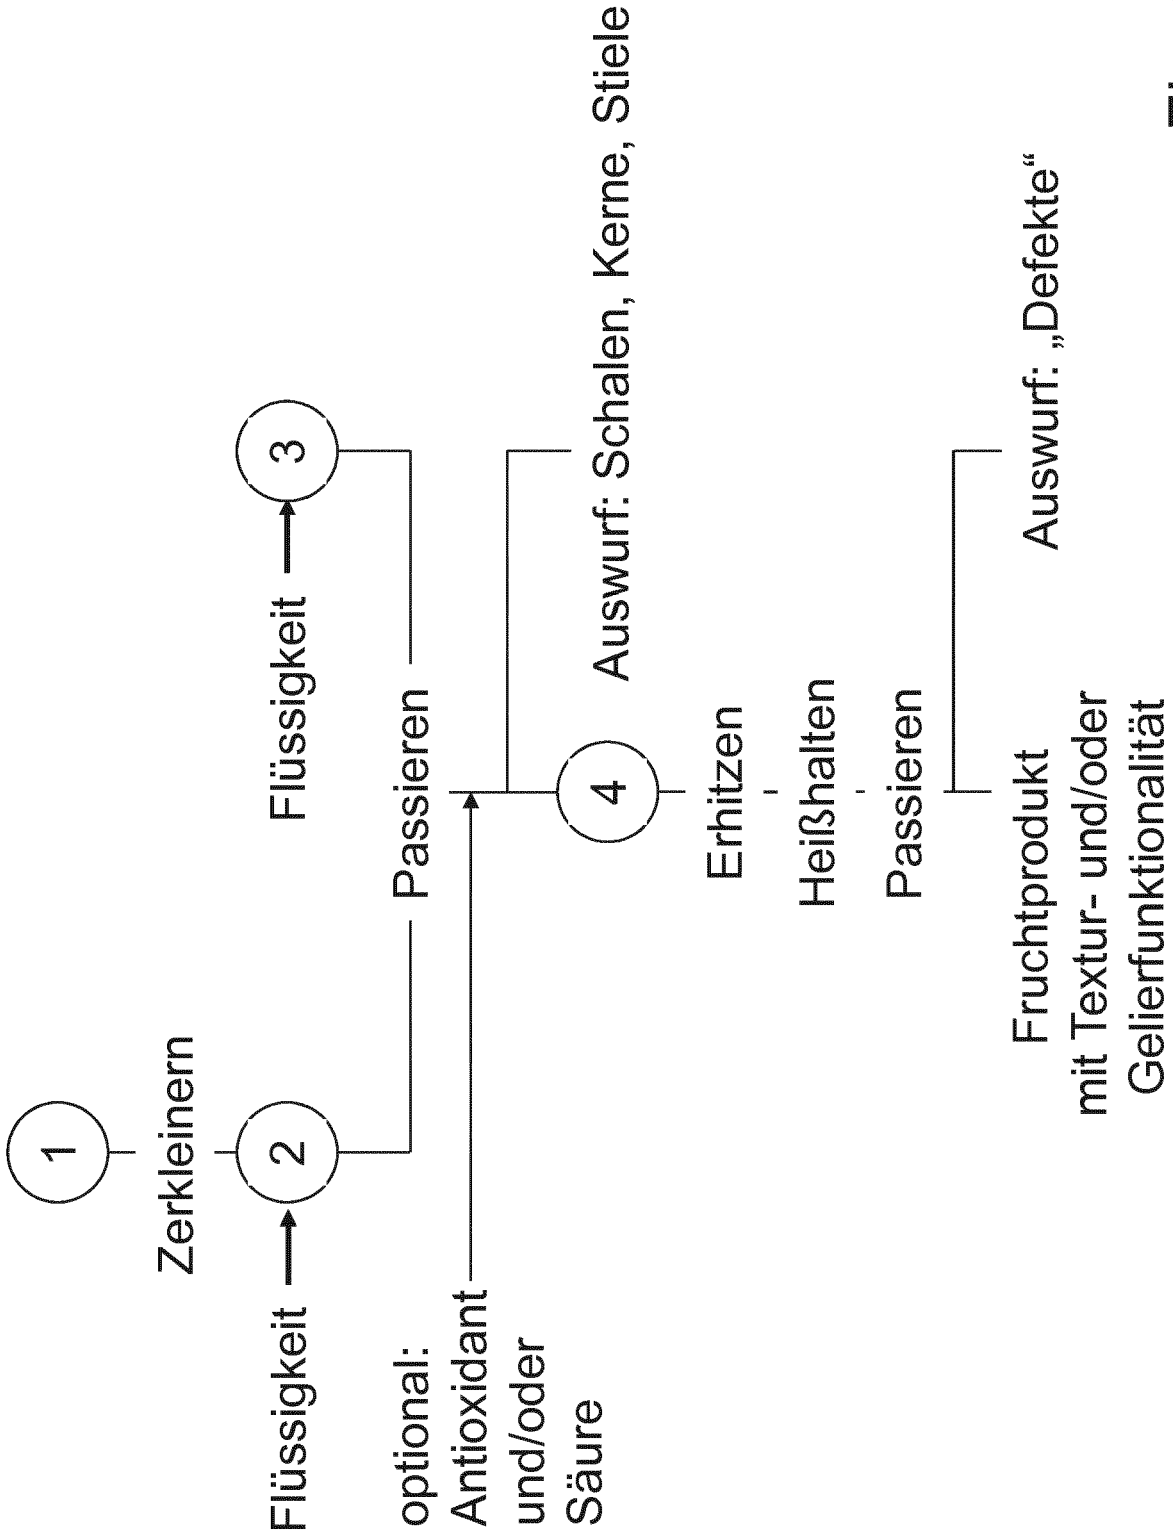 1
Zerkleinern
Flüssigkeit
2
Flüssigkeit
3
Passieren
optional:
Antioxidant
und/oder
Säure
Auswurf: Schalen, Kerne, Stiele
4
Erhitzen
Heißhalten
Passieren
Fruchtprodukt
mit Textur- und/oder
Gelierfunktionalität
Auswurf: „Defekte“